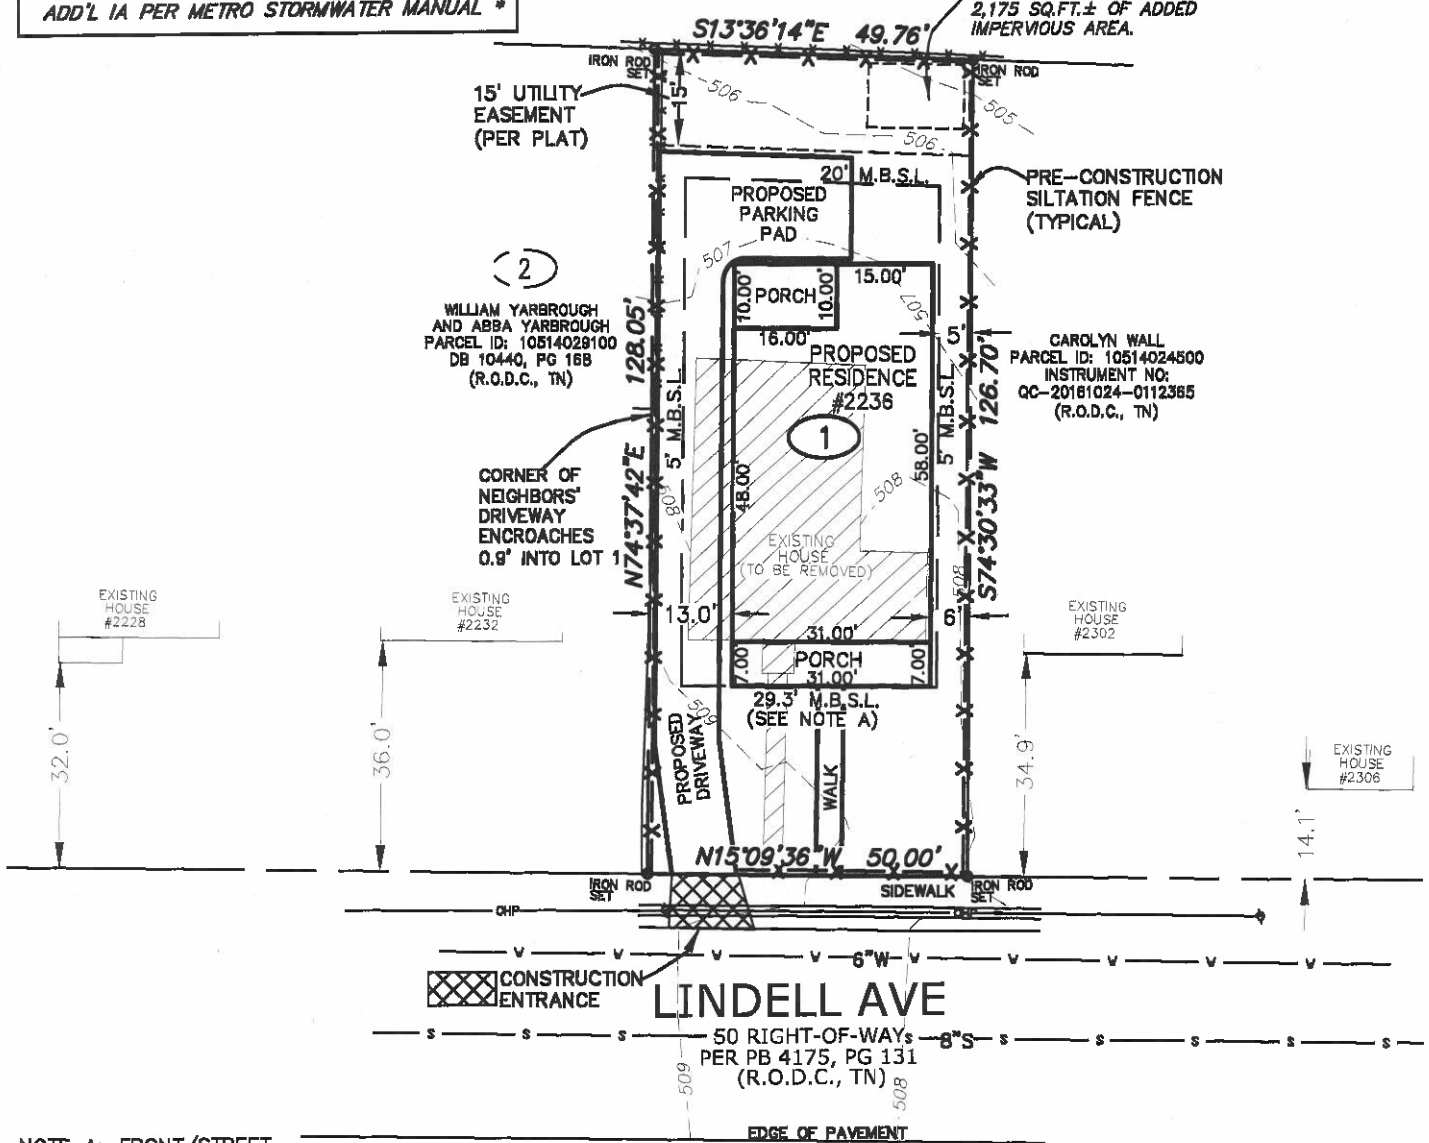 ADD'L IA PER METRO STORMWATER MANUAL *
2,175 SQ.FT.± OF ADDED
IMPERVIOUS AREA.
S13°36'14"E 49.76'
IRON ROD
SET
IRON ROD
SET
15' UTILITY
EASEMENT
(PER PLAT)
15'
506
505
506
20' M.B.S.L.
PRE-CONSTRUCTION
SILTATION FENCE
(TYPICAL)
PROPOSED
PARKING
PAD
507
2
WILLIAM YARBROUGH
AND ABBA YARBROUGH
PARCEL ID: 10514029100
DB 10440, PG 168
(R.O.D.C., TN)
10.00'
PORCH
10.00'
15.00'
507
16.00'
5'
CAROLYN WALL
PARCEL ID: 10514024500
INSTRUMENT NO:
QC-20161024-0112365
(R.O.D.C., TN)
PROPOSED
RESIDENCE
#2236
1
N74°37'42"E 128.05'
5' M.B.S.L.
48.00'
58.00'
5' M.B.S.L.
S74°30'33"W 126.70'
CORNER OF
NEIGHBORS'
DRIVEWAY
ENCROACHES
0.9' INTO LOT 1
508
508
508
EXISTING
HOUSE
(TO BE REMOVED)
EXISTING
HOUSE
#2228
EXISTING
HOUSE
#2232
EXISTING
HOUSE
#2302
13.0'
6'
31.00'
7.00'
PORCH
7.00'
31.00'
29.3' M.B.S.L.
(SEE NOTE A)
509
PROPOSED
DRIVEWAY
WALK
32.0'
36.0'
34.9'
EXISTING
HOUSE
#2306
14.1'
N15°09'36"W 50.00'
IRON ROD
SET
SIDEWALK
IRON ROD
SET
OHP
OHP
W W W W 6"W W W W W W
CONSTRUCTION
ENTRANCE
LINDELL AVE
S S S 50 RIGHT-OF-WAY S 8"S S S S S
PER PB 4175, PG 131
(R.O.D.C., TN)
509
508
EDGE OF PAVEMENT
NOTE A: FRONT/STREET